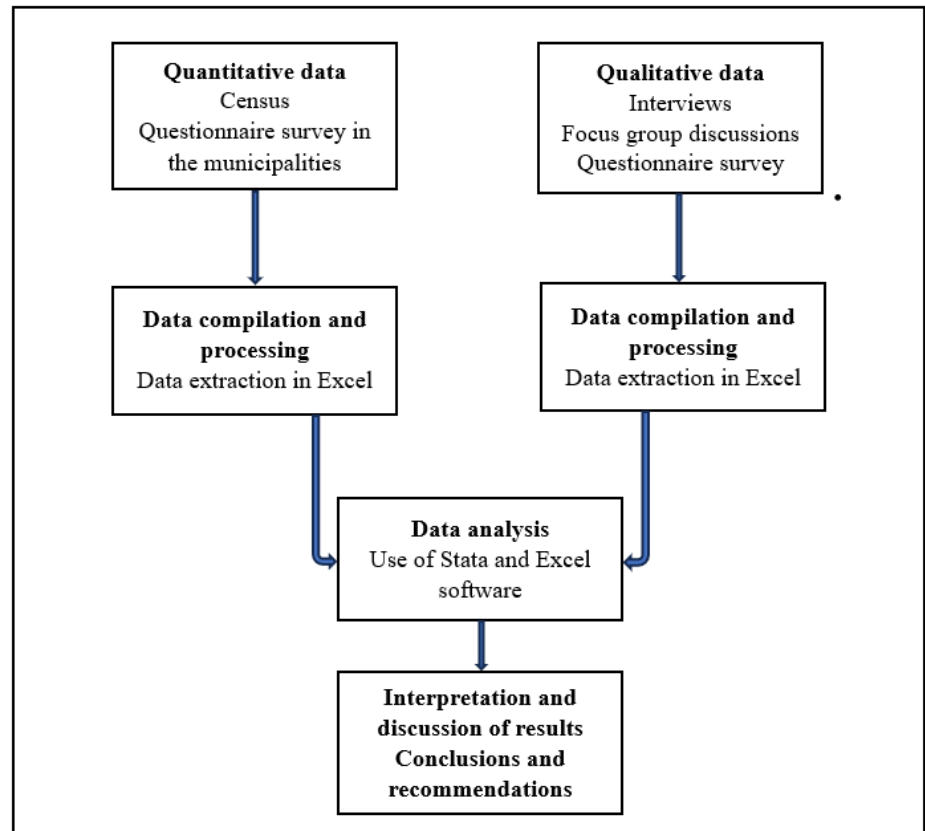 Quantitative data
Census
Questionnaire survey in
the municipalities
Qualitative data
Interviews
Focus group discussions
Questionnaire survey
Data compilation and
processing
Data extraction in Excel
Data compilation and
processing
Data extraction in Excel
Data analysis
Use of Stata and Excel
software
Interpretation and
discussion of results
Conclusions and
recommendations